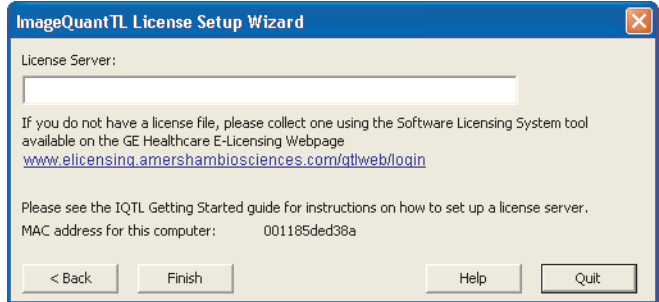 ImageQuantTL License Setup Wizard
License Server:
If you do not have a license file, please collect one using the Software Licensing System tool
available on the GE Healthcare E-Licensing Webpage
www.elicensing.amershambiosciences.com/qtlweb/login
Please see the IQTL Getting Started guide for instructions on how to set up a license server.
MAC address for this computer: 001185ded38a
< Back Finish Help Quit